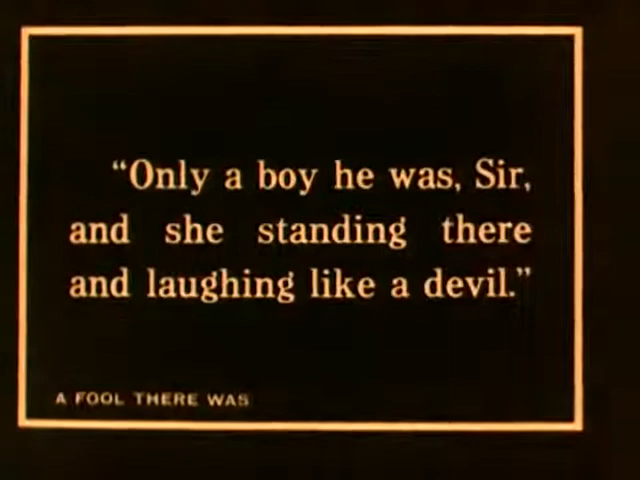 “Only a boy he was, Sir,
and she standing there
and laughing like a devil.”
A FOOL THERE WAS